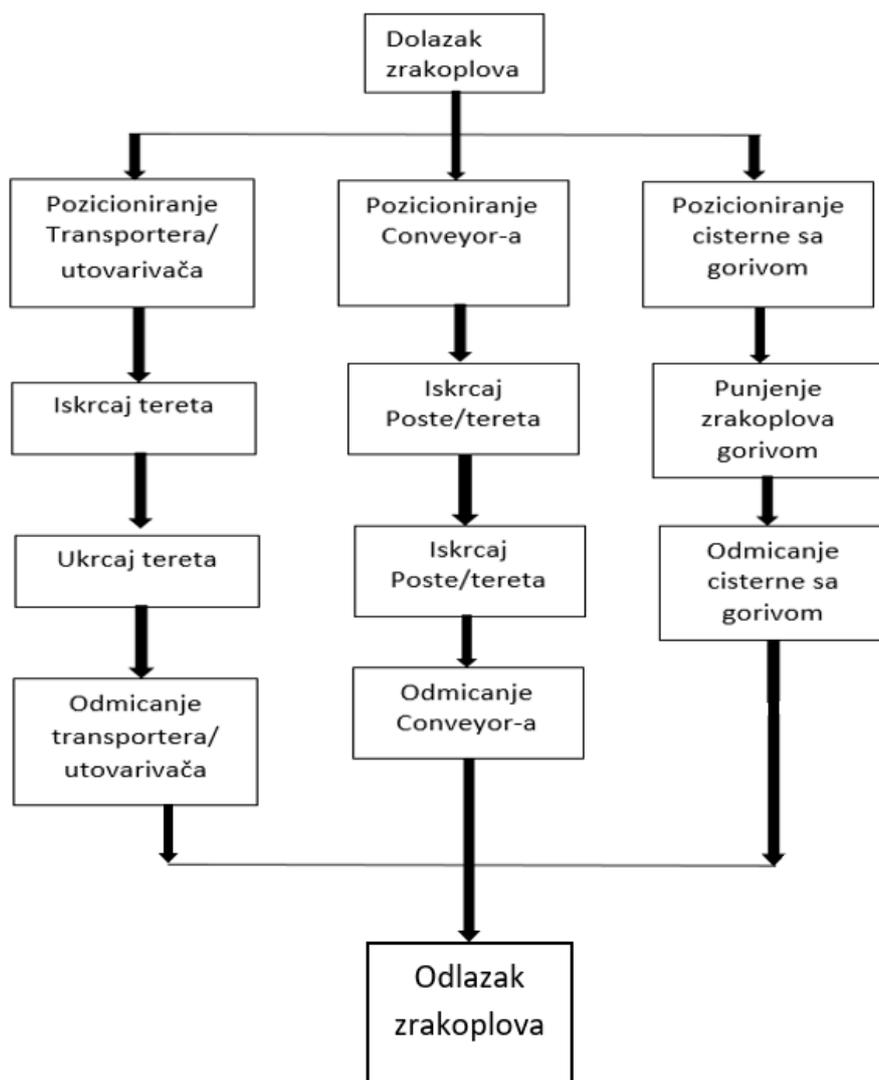 Dolazak
zrakoplova
Pozicioniranje
Transportera/
utovarivača
Pozicioniranje
Conveyor-a
Pozicioniranje
cisterne sa
gorivom
Iskrcaj tereta
Iskrcaj
Poste/tereta
Punjenje
zrakoplova
gorivom
Ukrcaj tereta
Iskrcaj
Poste/tereta
Odmicanje
cisterne sa
gorivom
Odmicanje
transportera/
utovarivača
Odmicanje
Conveyor-a
Odlazak
zrakoplova